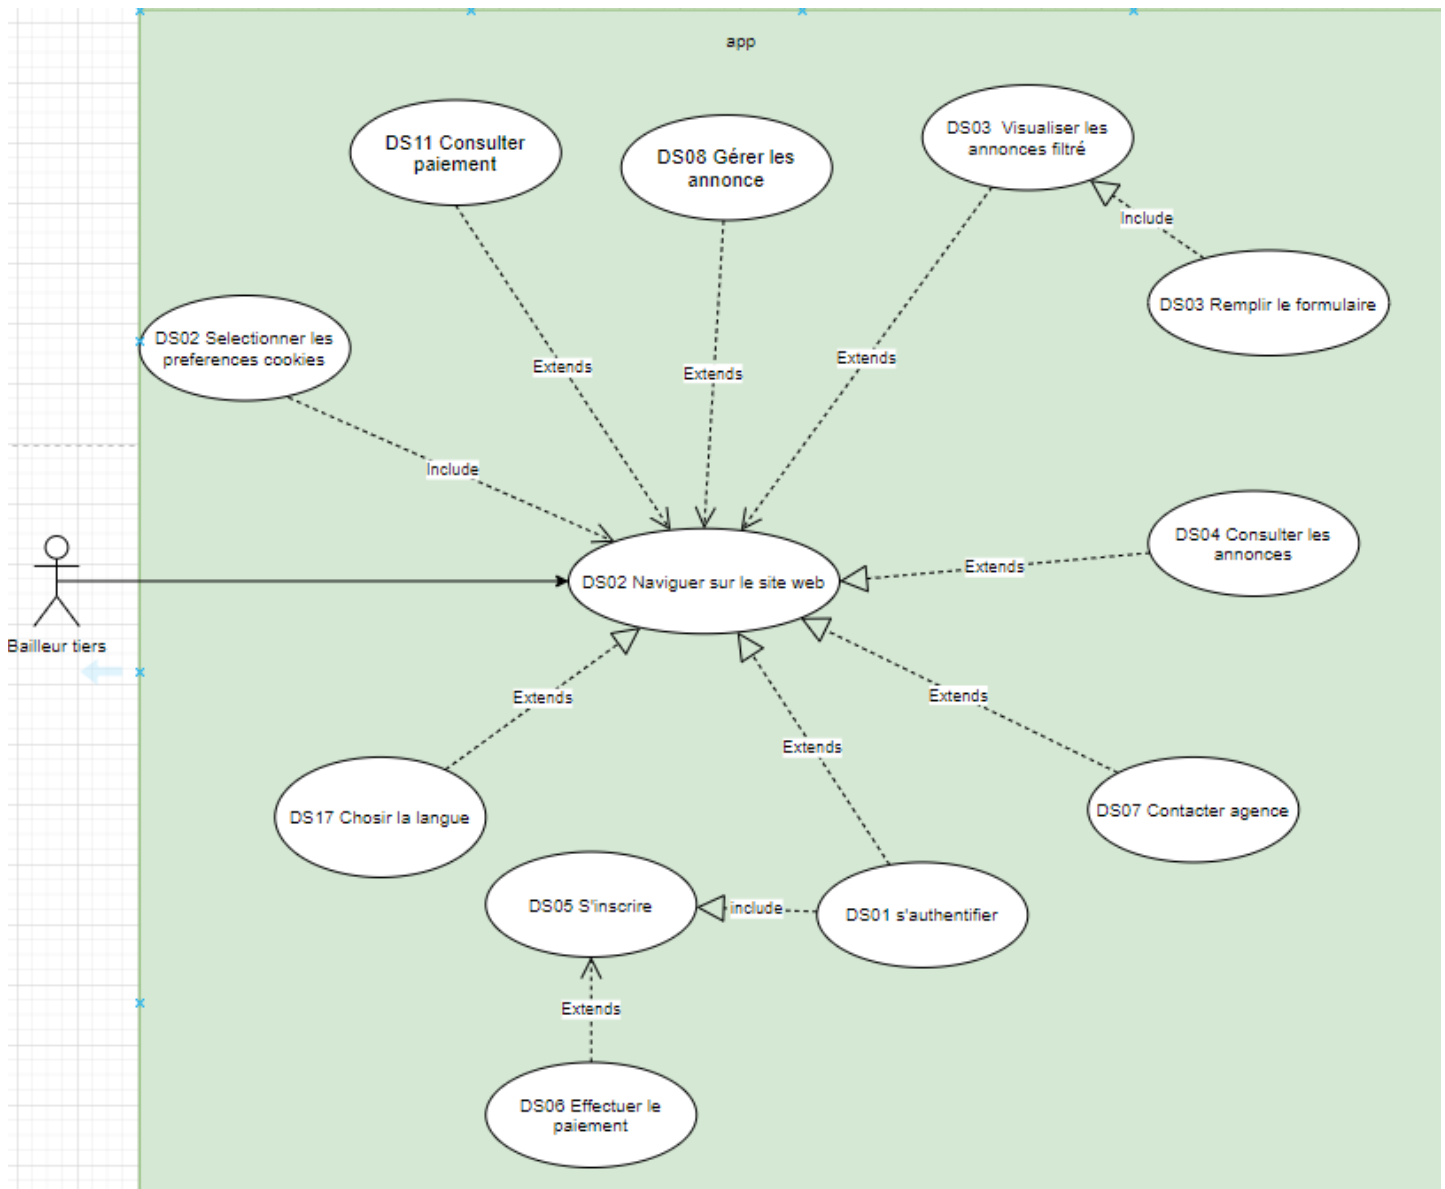 app
DS11 Consulter
paiement
DS08 Gérer les
annonce
DS03 Visualiser les
annonces filtré
Include
DS03 Remplir le formulaire
DS02 Selectionner les
preferences cookies
Extends
Extends
Extends
Include
DS04 Consulter les
annonces
Extends
DS02 Naviguer sur le site web
Bailleur tiers
Extends
Extends
Extends
DS17 Chosir la langue
DS07 Contacter agence
DS05 S'inscrire
include
DS01 s'authentifier
Extends
DS06 Effectuer le
paiement